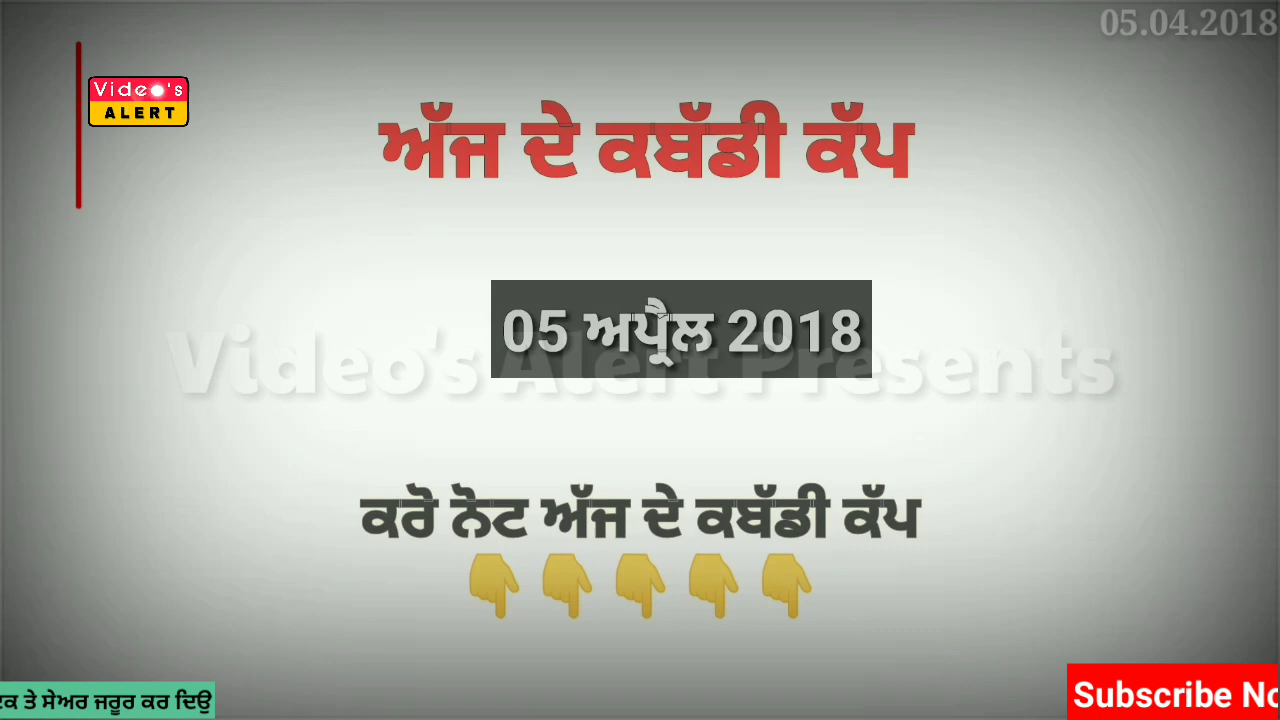 05.04.2018
Video's
ALERT
ਅੱਜ ਦੇ ਕਬੱਡੀ ਕੱਪ
05 ਅਪ੍ਰੈਲ 2018
Video's Alert Presents
ਕਰੋ ਨੋਟ ਅੱਜ ਦੇ ਕਬੱਡੀ ਕੱਪ
👇👇👇👇👇
ਤੇ ਸੇਅਰ ਜਰੂਰ ਕਰ ਦਿਉ
Subscribe